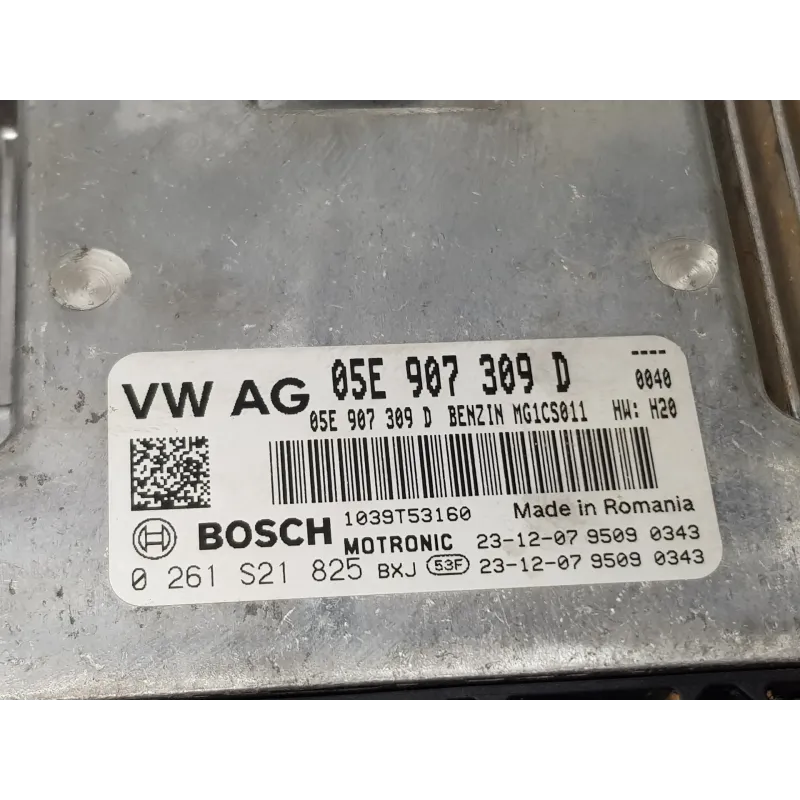 VW AG 05E 907 309 D ----
0040
05E 907 309 D BENZIN MG1CS011 HW: H20
BOSCH 1039T53160 Made in Romania
MOTRONIC 23-12-07 9509 0343
0 261 S21 825 BXJ 53F 23-12-07 9509 0343